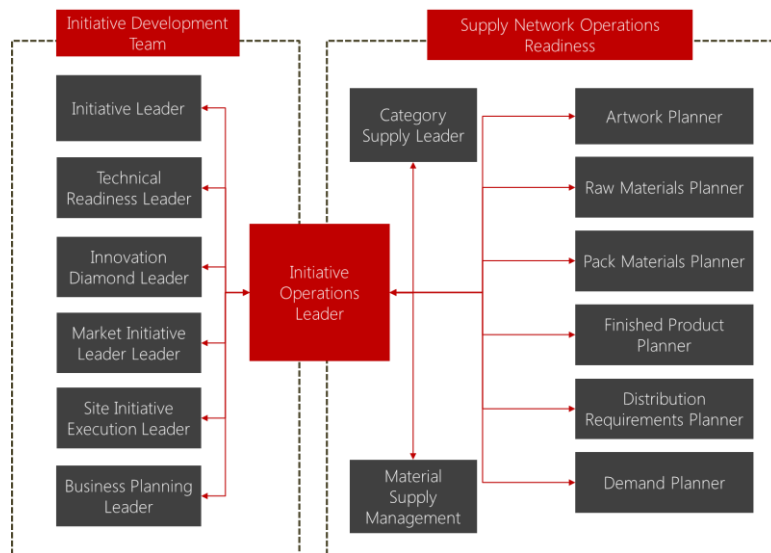 Initiative Development
Team
Supply Network Operations
Readiness
Initiative Leader
Technical
Readiness Leader
Innovation
Diamond Leader
Market Initiative
Leader Leader
Site Initiative
Execution Leader
Business Planning
Leader
Initiative
Operations
Leader
Category
Supply Leader
Material
Supply
Management
Artwork Planner
Raw Materials Planner
Pack Materials Planner
Finished Product
Planner
Distribution
Requirements Planner
Demand Planner